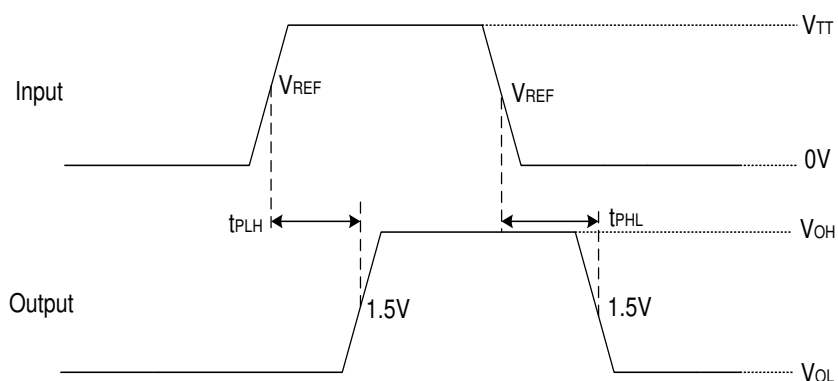 VTT
Input
VREF
VREF
0V
tPLH
tPHL
VOH
Output
1.5V
1.5V
VOL